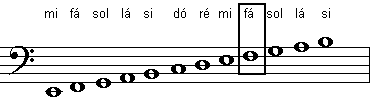 mi fá sol lá si dó ré mi fá sol lá si